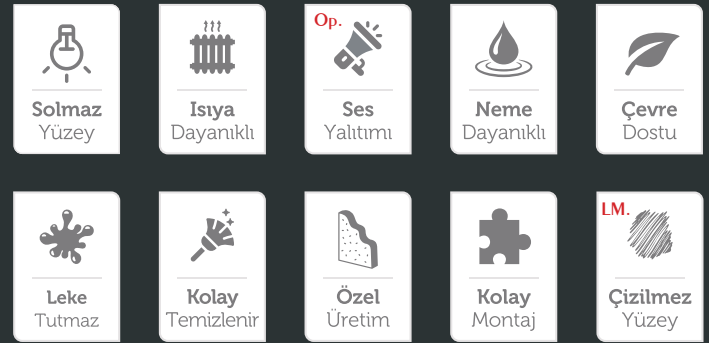 Solmaz
Yüzey
Isıya
Dayanıklı
Op.
Ses
Yalıtımı
Neme
Dayanıklı
Çevre
Dostu
Leke
Tutmaz
Kolay
Temizlenir
Özel
Üretim
Kolay
Montaj
LM.
Çizilmez
Yüzey